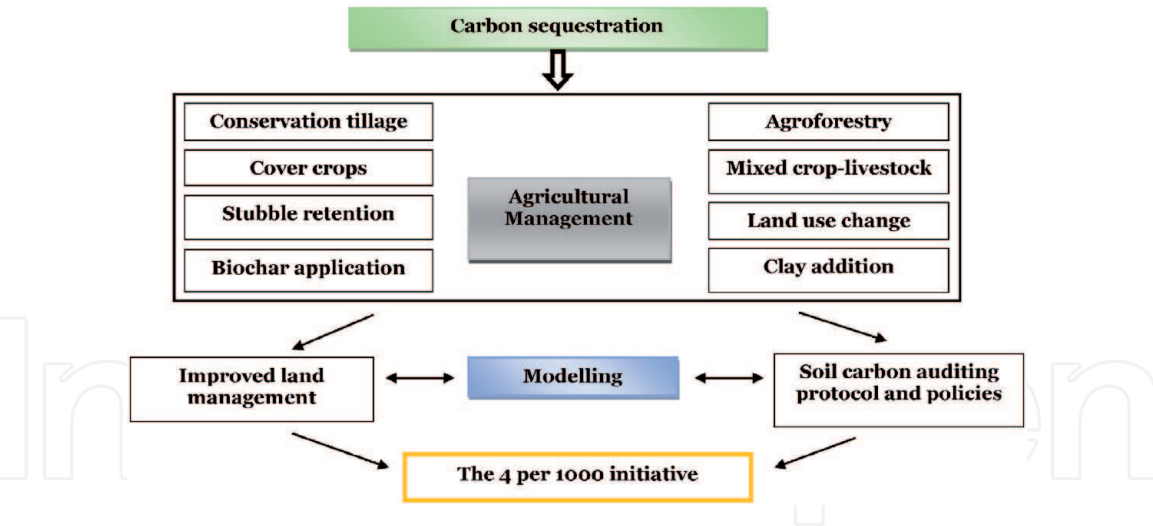 Carbon sequestration
Conservation tillage
Cover crops
Stubble retention
Biochar application
Agricultural
Management
Agroforestry
Mixed crop-livestock
Land use change
Clay addition
Improved land
management
Modelling
Soil carbon auditing
protocol and policies
The 4 per 1000 initiative